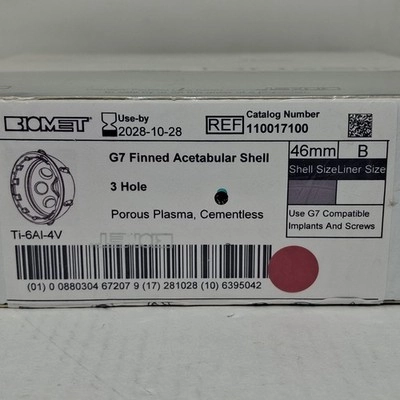 BIOMET
Use-by
2028-10-28
REF
Catalog Number
110017100
G7 Finned Acetabular Shell
3 Hole
Porous Plasma, Cementless
46mm
B
Shell Size
Liner Size
Use G7 Compatible
Implants And Screws
Ti-6Al-4V
(01) 0 0880304 67207 9 (17) 281028 (10) 6395042